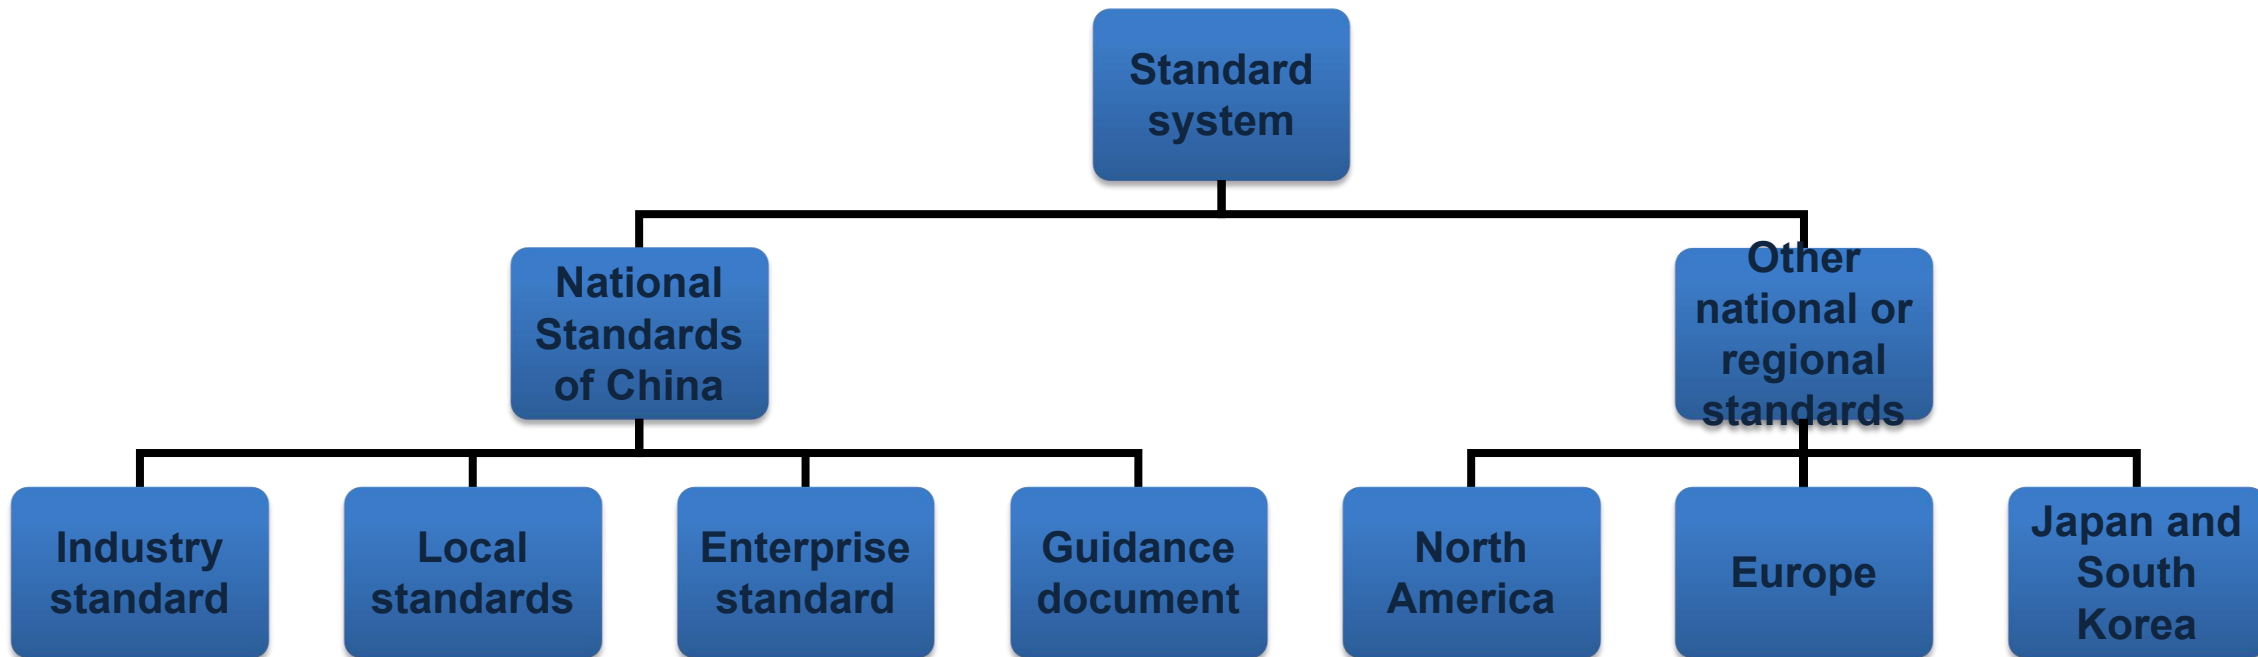 Standard
system
National
Standards
of China
Other
national or
regional
standards
Industry
standard
Local
standards
Enterprise
standard
Guidance
document
North
America
Europe
Japan and
South
Korea